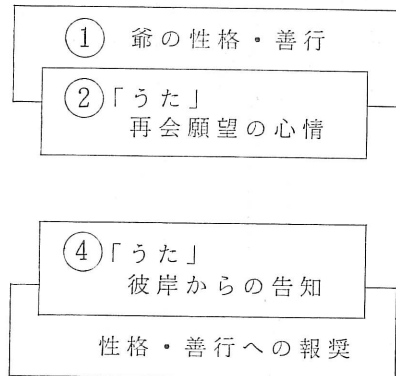 ① 爺の性格・善行
②「うた」
再会願望の心情
④「うた」
彼岸からの告知
性格・善行への報奨